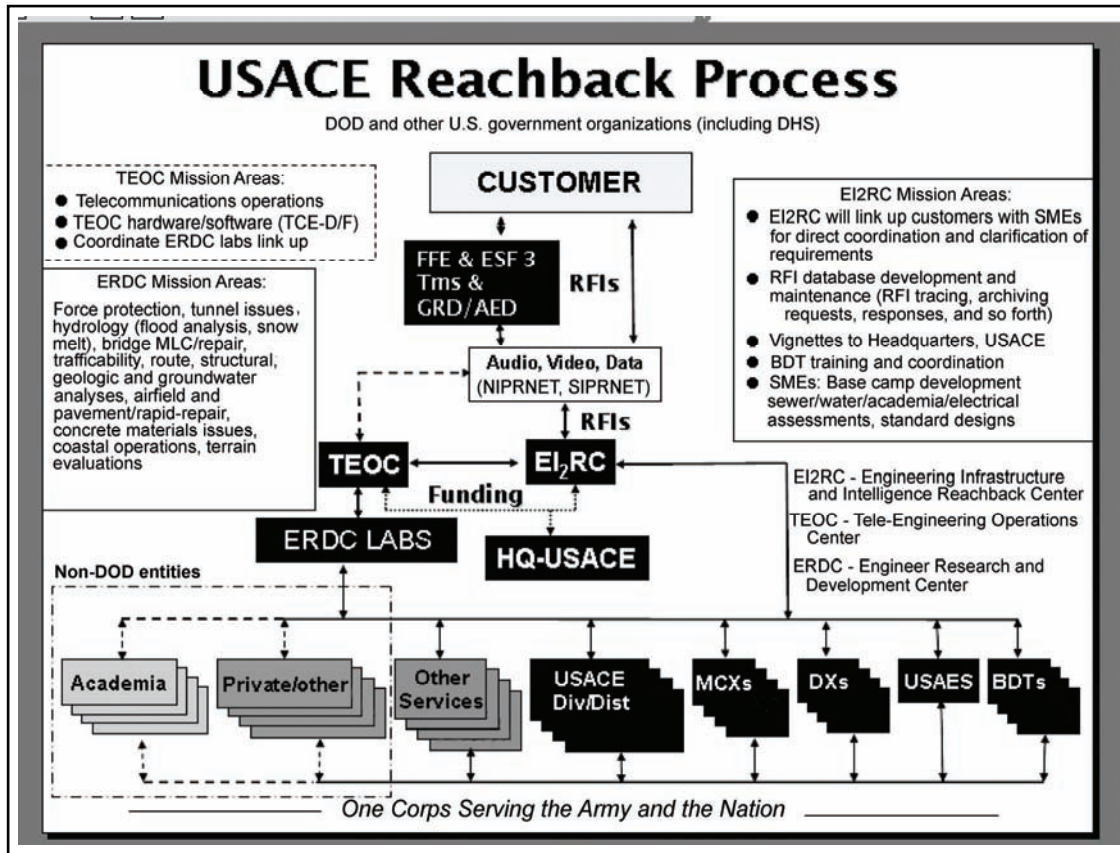 USACE Reachback Process
DOD and other U.S. government organizations (including DHS)
TEOC Mission Areas:
● Telecommunications operations
● TEOC hardware/software (TCE-D/F)
● Coordinate ERDC labs link up
ERDC Mission Areas:
Force protection, tunnel issues,
hydrology (flood analysis, snow
melt), bridge MLC/repair,
trafficability, route, structural,
geologic and groundwater
analyses, airfield and
pavement/rapid-repair,
concrete materials issues,
coastal operations, terrain
evaluations
CUSTOMER
FFE & ESF 3
Tms &
GRD/AED
RFIs
Audio, Video, Data
(NIPRNET, SIPRNET)
RFIs
TEOC
EI₂RC
Funding
ERDC LABS
HQ-USACE
EI2RC Mission Areas:
● EI2RC will link up customers with SMEs
for direct coordination and clarification of
requirements
● RFI database development and
maintenance (RFI tracing, archiving
requests, responses, and so forth)
● Vignettes to Headquarters, USACE
● BDT training and coordination
● SMEs: Base camp development
sewer/water/academia/electrical
assessments, standard designs
EI2RC - Engineering Infrastructure
and Intelligence Reachback Center
TEOC - Tele-Engineering Operations
Center
ERDC - Engineer Research and
Development Center
Non-DOD entities
Academia
Private/other
Other
Services
USACE
Div/Dist
MCXs
DXs
USAES
BDTs
One Corps Serving the Army and the Nation